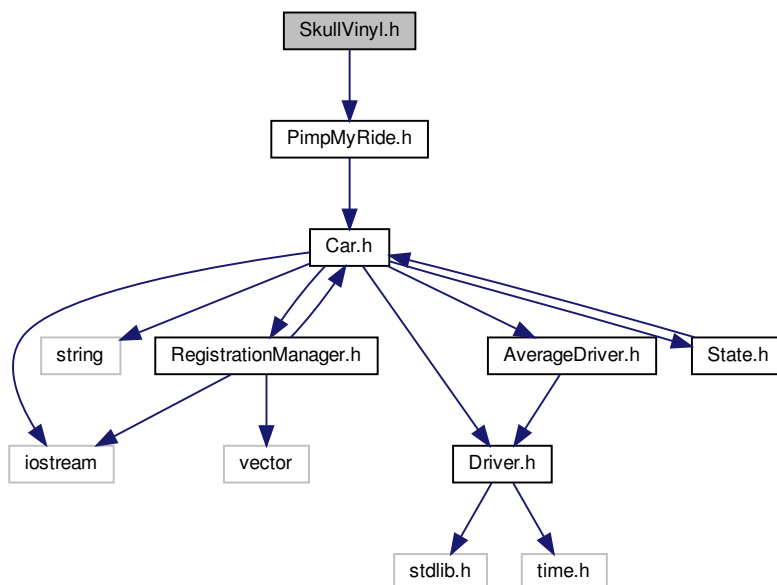 SkullVinyl.h
PimpMyRide.h
Car.h
string
RegistrationManager.h
AverageDriver.h
State.h
iostream
vector
Driver.h
stdlib.h
time.h